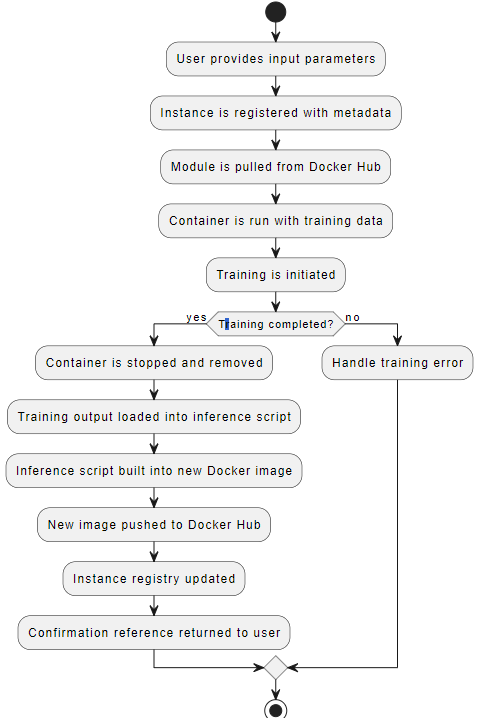 User provides input parameters
Instance is registered with metadata
Module is pulled from Docker Hub
Container is run with training data
Training is initiated
yes
Training completed?
no
Container is stopped and removed
Handle training error
Training output loaded into inference script
Inference script built into new Docker image
New image pushed to Docker Hub
Instance registry updated
Confirmation reference returned to user